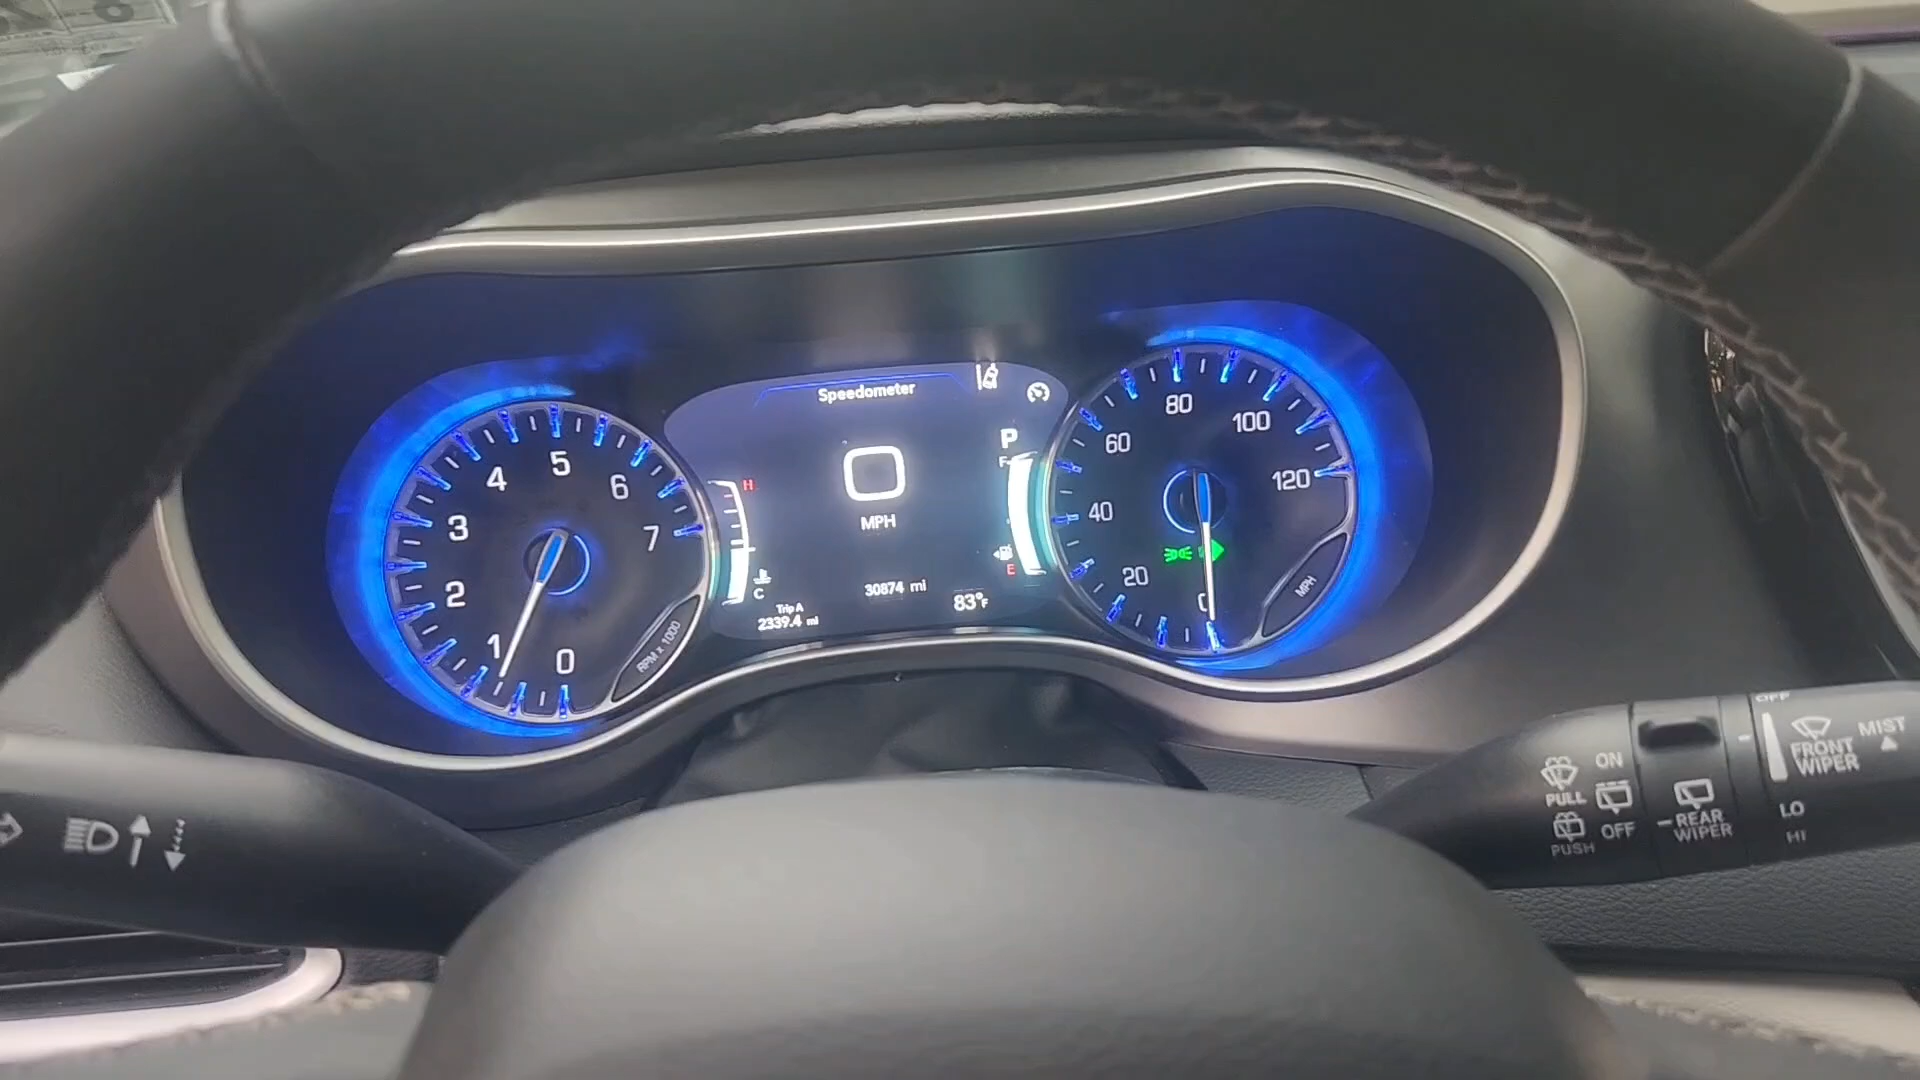 Speedometer
0
MPH
P
F
E
H
C
30874 mi
83°F
Trip A
2339.4 mi
0
1
2
3
4
5
6
7
RPM x 1000
0
20
40
60
80
100
120
MPH
PULL
PUSH
ON
OFF
REAR
WIPER
OFF
FRONT
WIPER
MIST
LO
HI